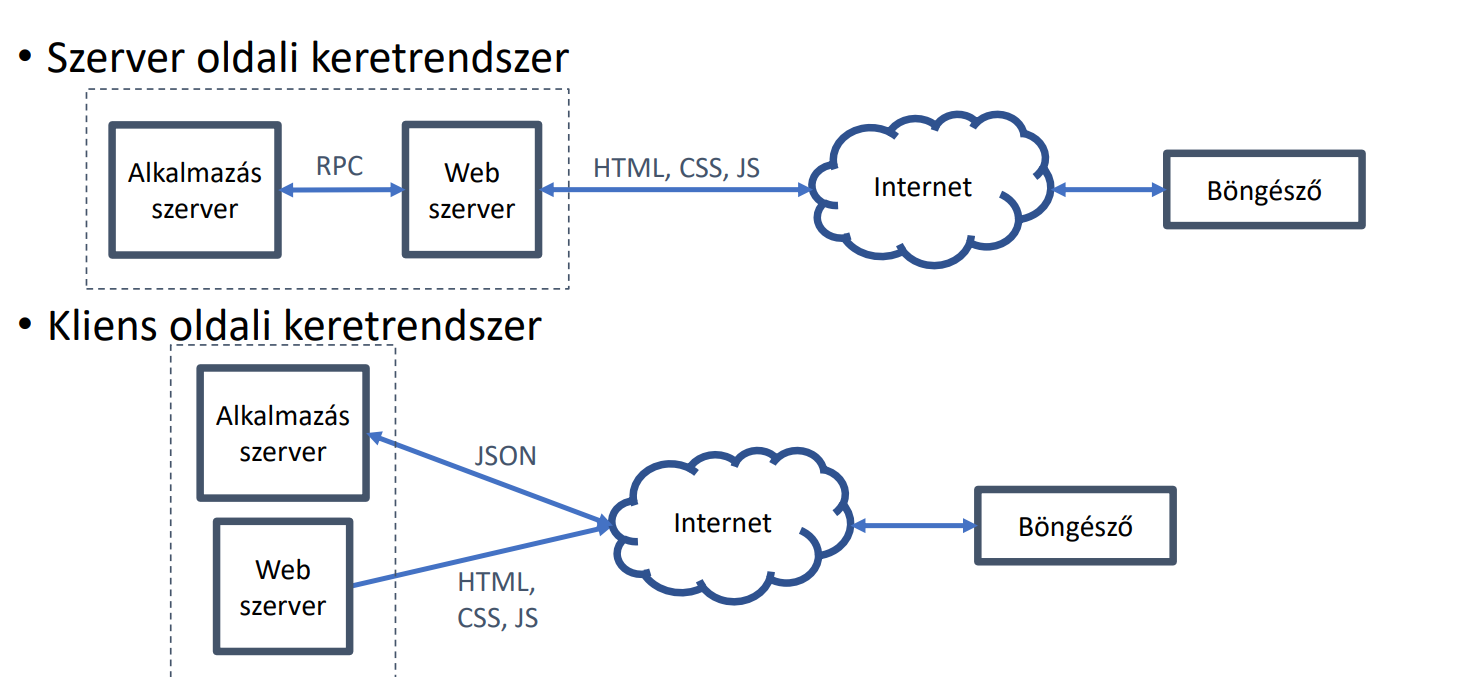 • Szerver oldali keretrendszer
Alkalmazás
szerver
RPC
Web
szerver
HTML, CSS, JS
Internet
Böngésző
• Kliens oldali keretrendszer
Alkalmazás
szerver
JSON
Web
szerver
HTML,
CSS, JS
Internet
Böngésző